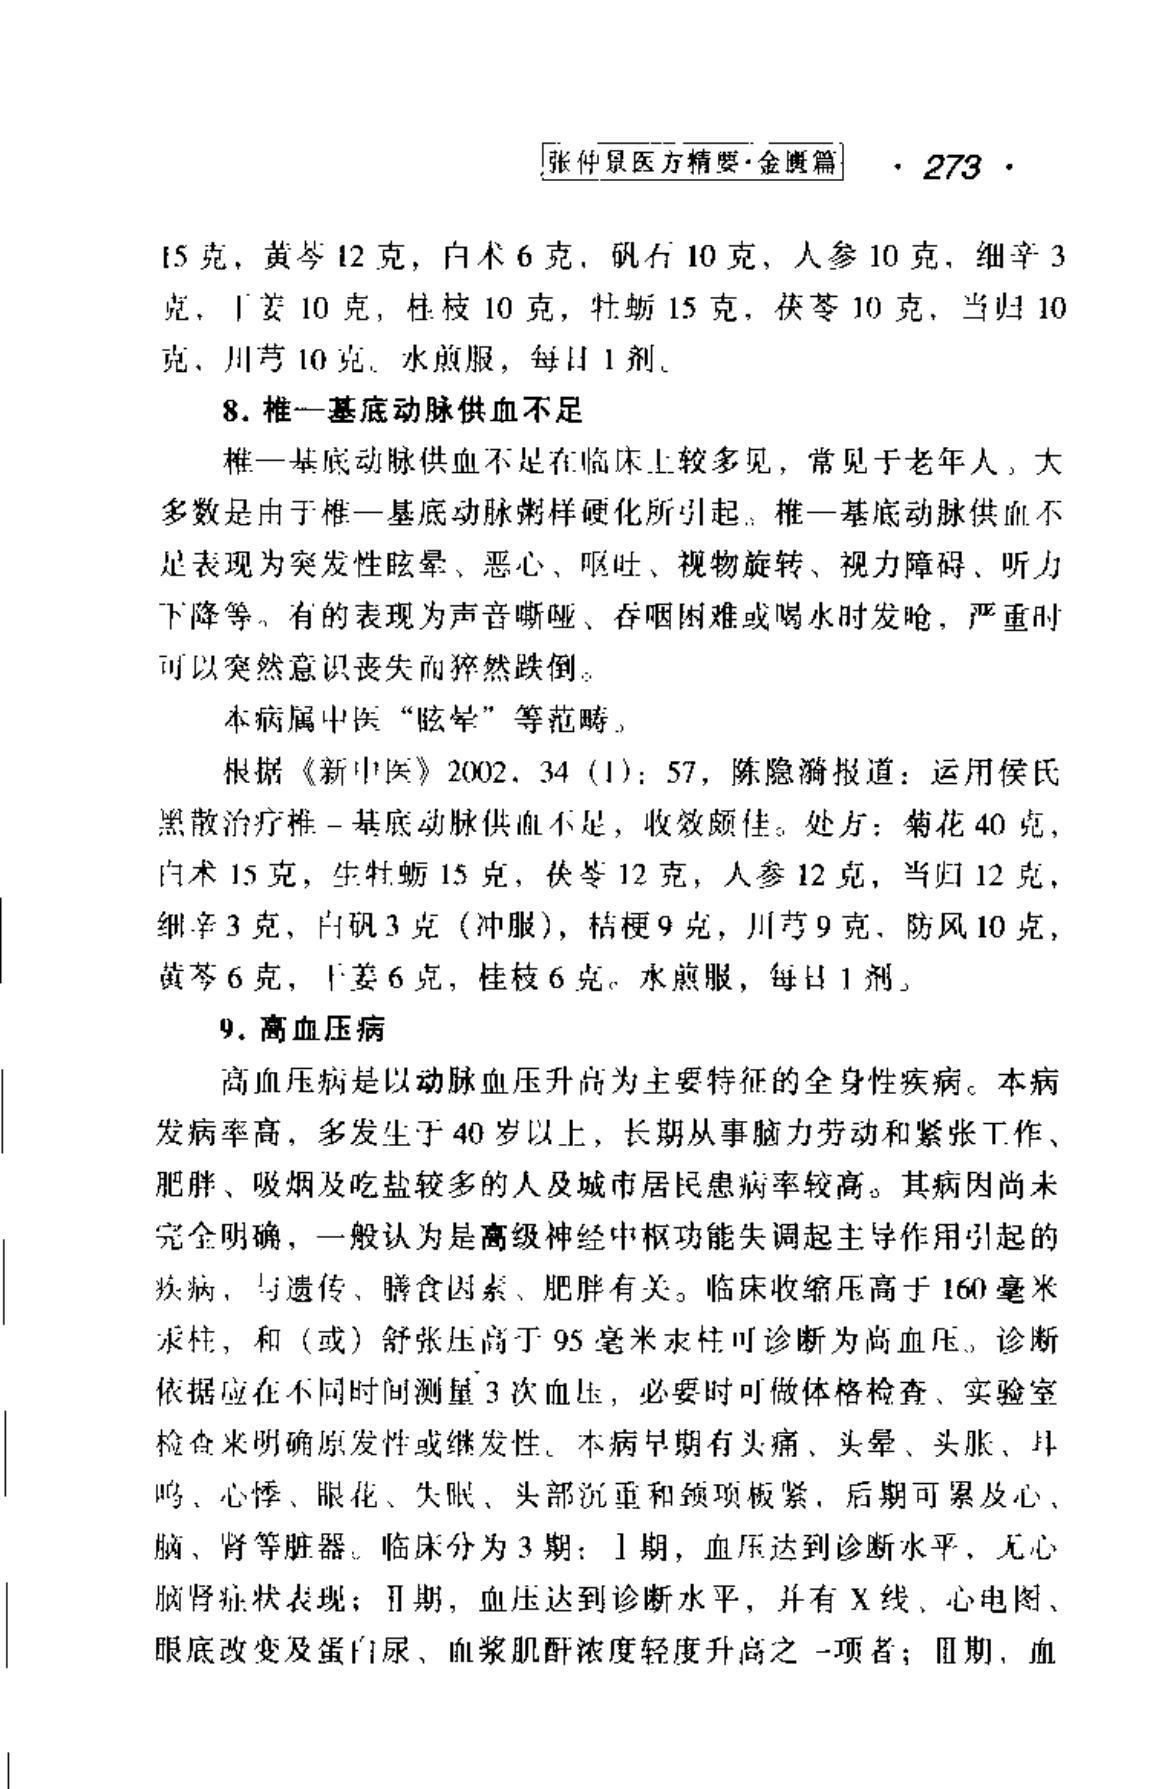 张仲景医方精要·金匮篇 · 273 ·
15 克，黄芩 12 克，白术 6 克，矾石 10 克，人参 10 克，细辛 3
克，干姜 10 克，桂枝 10 克，牡蛎 15 克，茯苓 10 克，当归 10
克，川芎 10 克。水煎服，每日 1 剂。
8. 椎—基底动脉供血不足
椎—基底动脉供血不足在临床上较多见，常见于老年人。大
多数是由于椎—基底动脉粥样硬化所引起。椎—基底动脉供血不
足表现为突发性眩晕、恶心、呕吐、视物旋转、视力障碍、听力
下降等。有的表现为声音嘶哑、吞咽困难或喝水时发呛，严重时
可以突然意识丧失而猝然跌倒。
本病属中医“眩晕”等范畴。
根据《新中医》2002，34（1）：57，陈隐漪报道：运用侯氏
黑散治疗椎－基底动脉供血不足，收效颇佳。处方：菊花 40 克，
白术 15 克，生牡蛎 15 克，茯苓 12 克，人参 12 克，当归 12 克，
细辛 3 克，白矾 3 克（冲服），桔梗 9 克，川芎 9 克，防风 10 克，
黄芩 6 克，干姜 6 克，桂枝 6 克。水煎服，每日 1 剂。
9. 高血压病
高血压病是以动脉血压升高为主要特征的全身性疾病。本病
发病率高，多发生于 40 岁以上，长期从事脑力劳动和紧张工作、
肥胖、吸烟及吃盐较多的人及城市居民患病率较高。其病因尚未
完全明确，一般认为是高级神经中枢功能失调起主导作用引起的
疾病，与遗传、膳食因素、肥胖有关。临床收缩压高于 160 毫米
汞柱，和（或）舒张压高于 95 毫米汞柱可诊断为高血压。诊断
依据应在不同时间测量 3 次血压，必要时可做体格检查、实验室
检查来明确原发性或继发性。本病早期有头痛、头晕、头胀、耳
鸣、心悸、眼花、失眠、头部沉重和颈项板紧，后期可累及心、
脑、肾等脏器。临床分为 3 期：Ⅰ期，血压达到诊断水平，无心
脑肾症状表现；Ⅱ期，血压达到诊断水平，并有 X 线、心电图、
眼底改变及蛋白尿、血浆肌酐浓度轻度升高之一项者；Ⅲ期，血